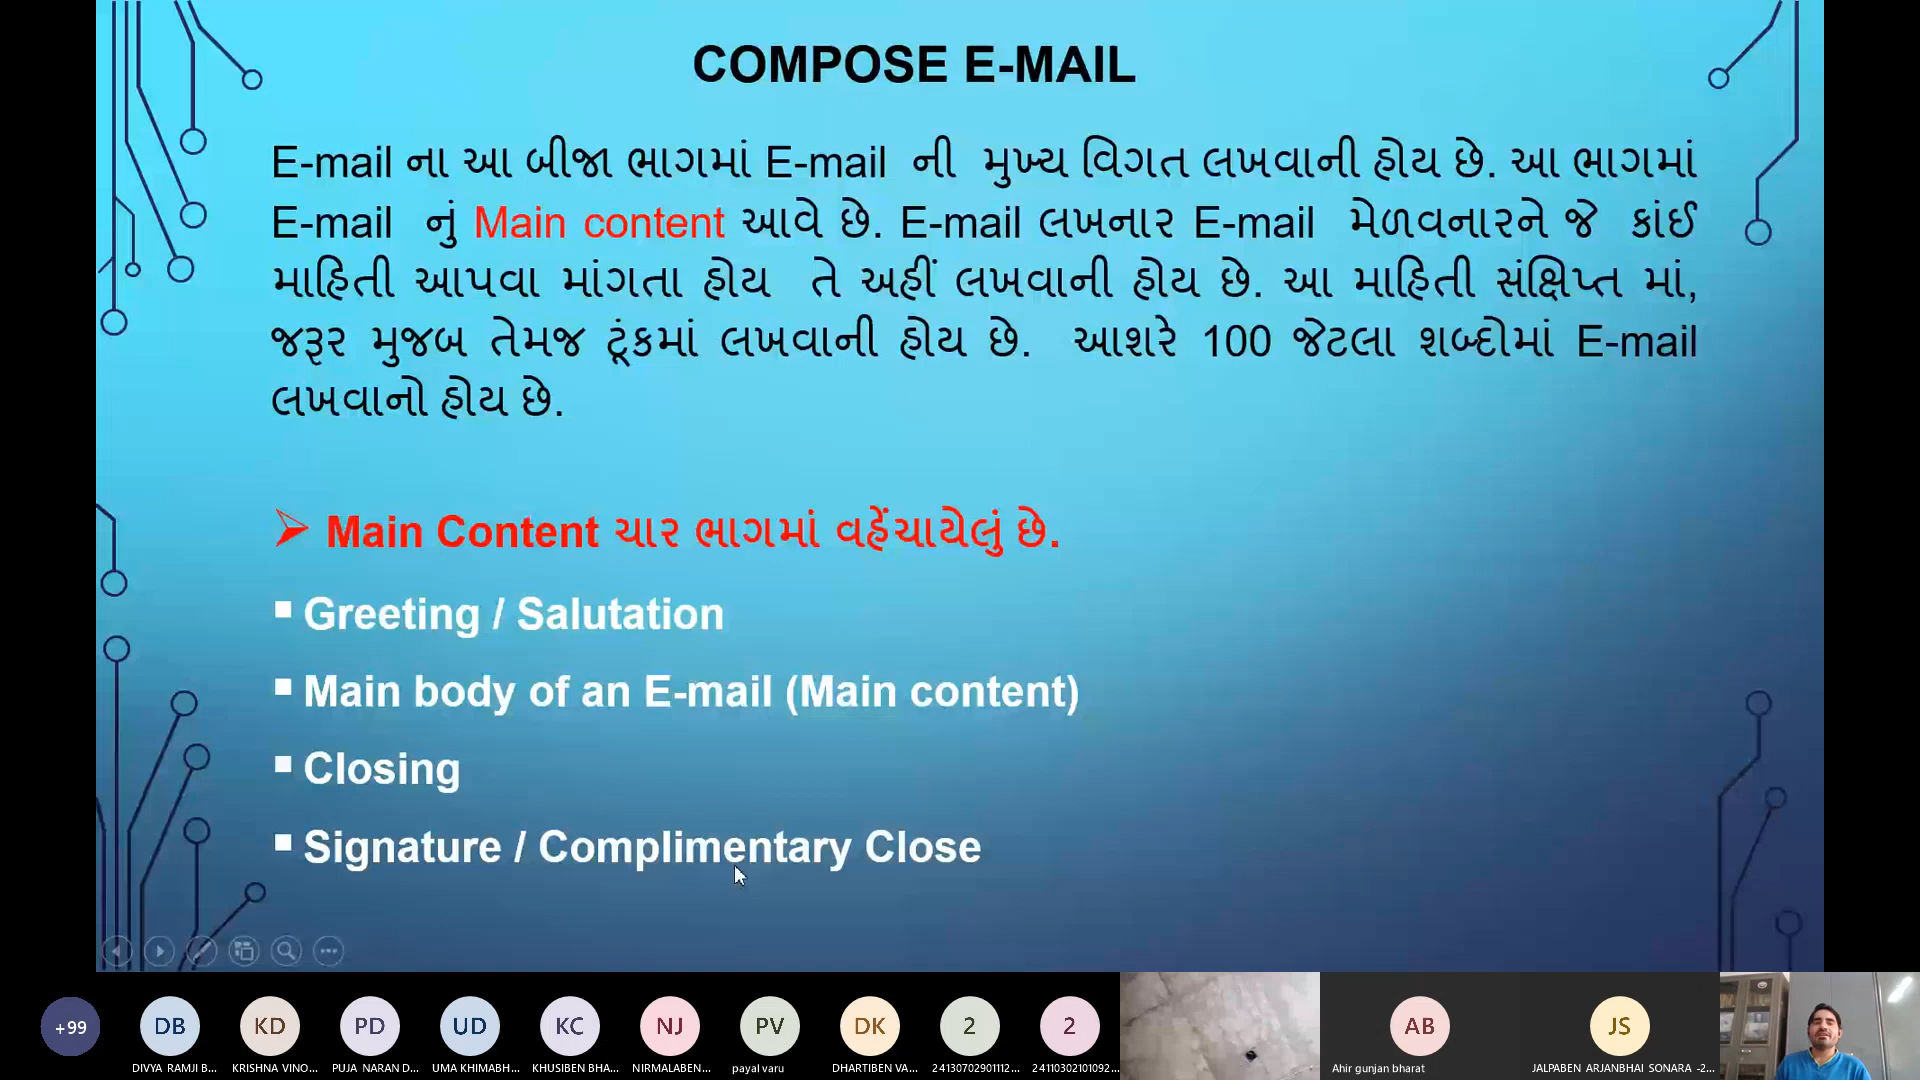 COMPOSE E-MAIL
E-mail ના આ બીજા ભાગમાં E-mail ની મુખ્ય વિગત લખવાની હોય છે. આ ભાગમાં
E-mail નું Main content આવે છે. E-mail લખનાર E-mail મેળવનારને જે કાંઈ
માહિતી આપવા માંગતા હોય તે અહીં લખવાની હોય છે. આ માહિતી સંક્ષિપ્ત માં,
જરૂર મુજબ તેમજ ટૂંકમાં લખવાની હોય છે. આશરે 100 જેટલા શબ્દોમાં E-mail
લખવાનો હોય છે.
Main Content ચાર ભાગમાં વહેંચાયેલું છે.
Greeting / Salutation
Main body of an E-mail (Main content)
Closing
Signature / Complimentary Close
+99 DB KD PD UD KC NJ PV DK 2 2 AB JS
DIVYA RAMJI B... KRISHNA VINO... PUJA NARAN D... UMA KHIMABH... KHUSIBEN BHA... NIRMALABEN... payal varu DHARTIBEN VA... 24130702901112... 24110302101092... Ahir gunjan bharat JALPABEN ARJANBHAI SONARA -2...